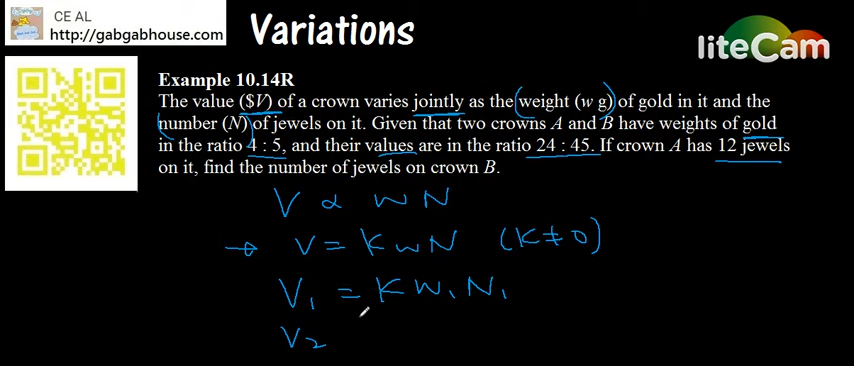 CE AL
http://gabgabhouse.com
Variations
liteCam
Example 10.14R
The value ($V) of a crown varies jointly as the weight (w g) of gold in it and the
number (N) of jewels on it. Given that two crowns A and B have weights of gold
in the ratio 4 : 5, and their values are in the ratio 24 : 45. If crown A has 12 jewels
on it, find the number of jewels on crown B.
V ∝ w N
→ V = K w N (K ≠ 0)
V₁ = K W₁ N₁
V₂